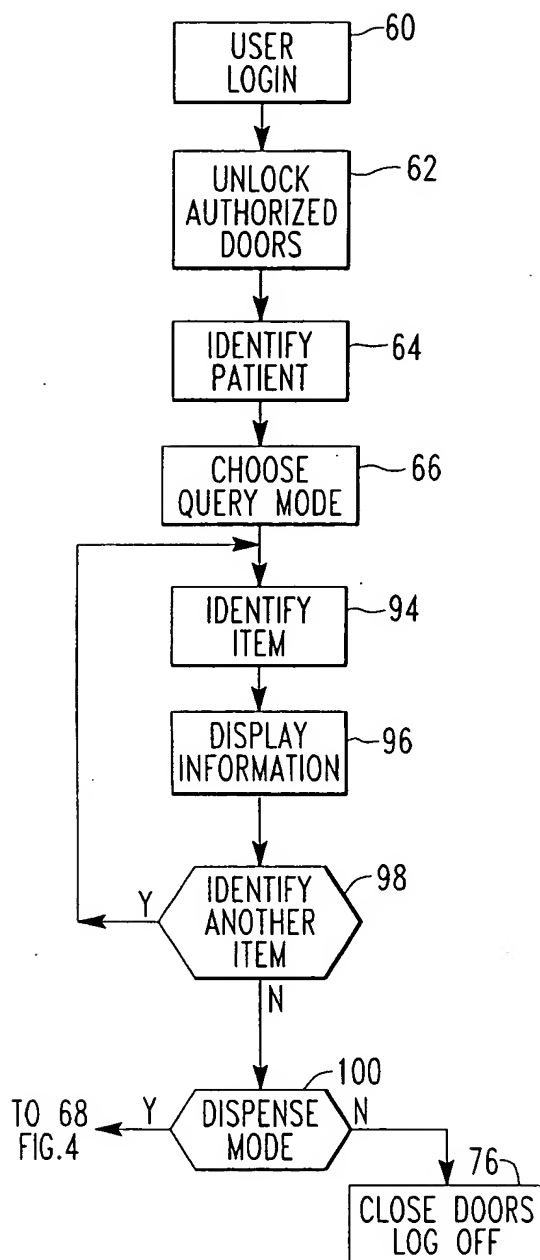 60
USER
LOGIN
62
UNLOCK
AUTHORIZED
DOORS
IDENTIFY
PATIENT
64
CHOOSE
QUERY MODE
66
IDENTIFY
ITEM
94
DISPLAY
INFORMATION
96
98
IDENTIFY
ANOTHER
ITEM
Y
N
100
TO 68
FIG.4
Y
DISPENSE
MODE
N
76
CLOSE DOORS
LOG OFF